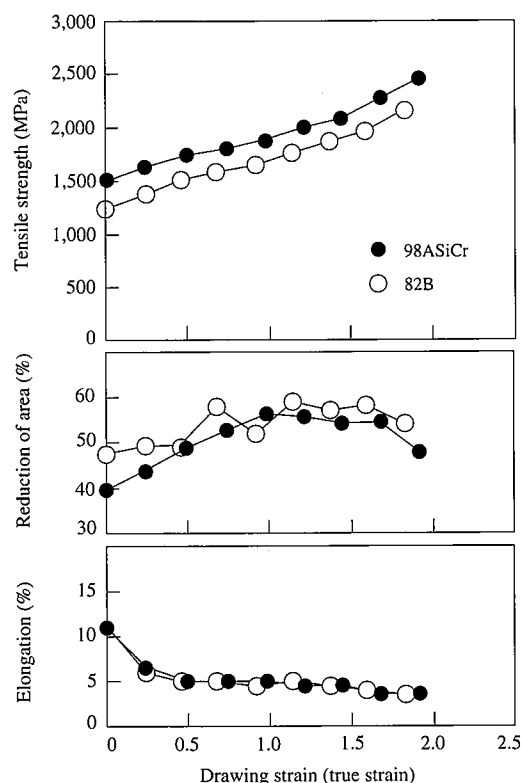 3,000
2,500
2,000
1,500
1,000
500
0
Tensile strength (MPa)
98ASiCr
82B
60
50
40
30
Reduction of area (%)
15
10
5
0
Elongation (%)
0 0.5 1.0 1.5 2.0 2.5
Drawing strain (true strain)